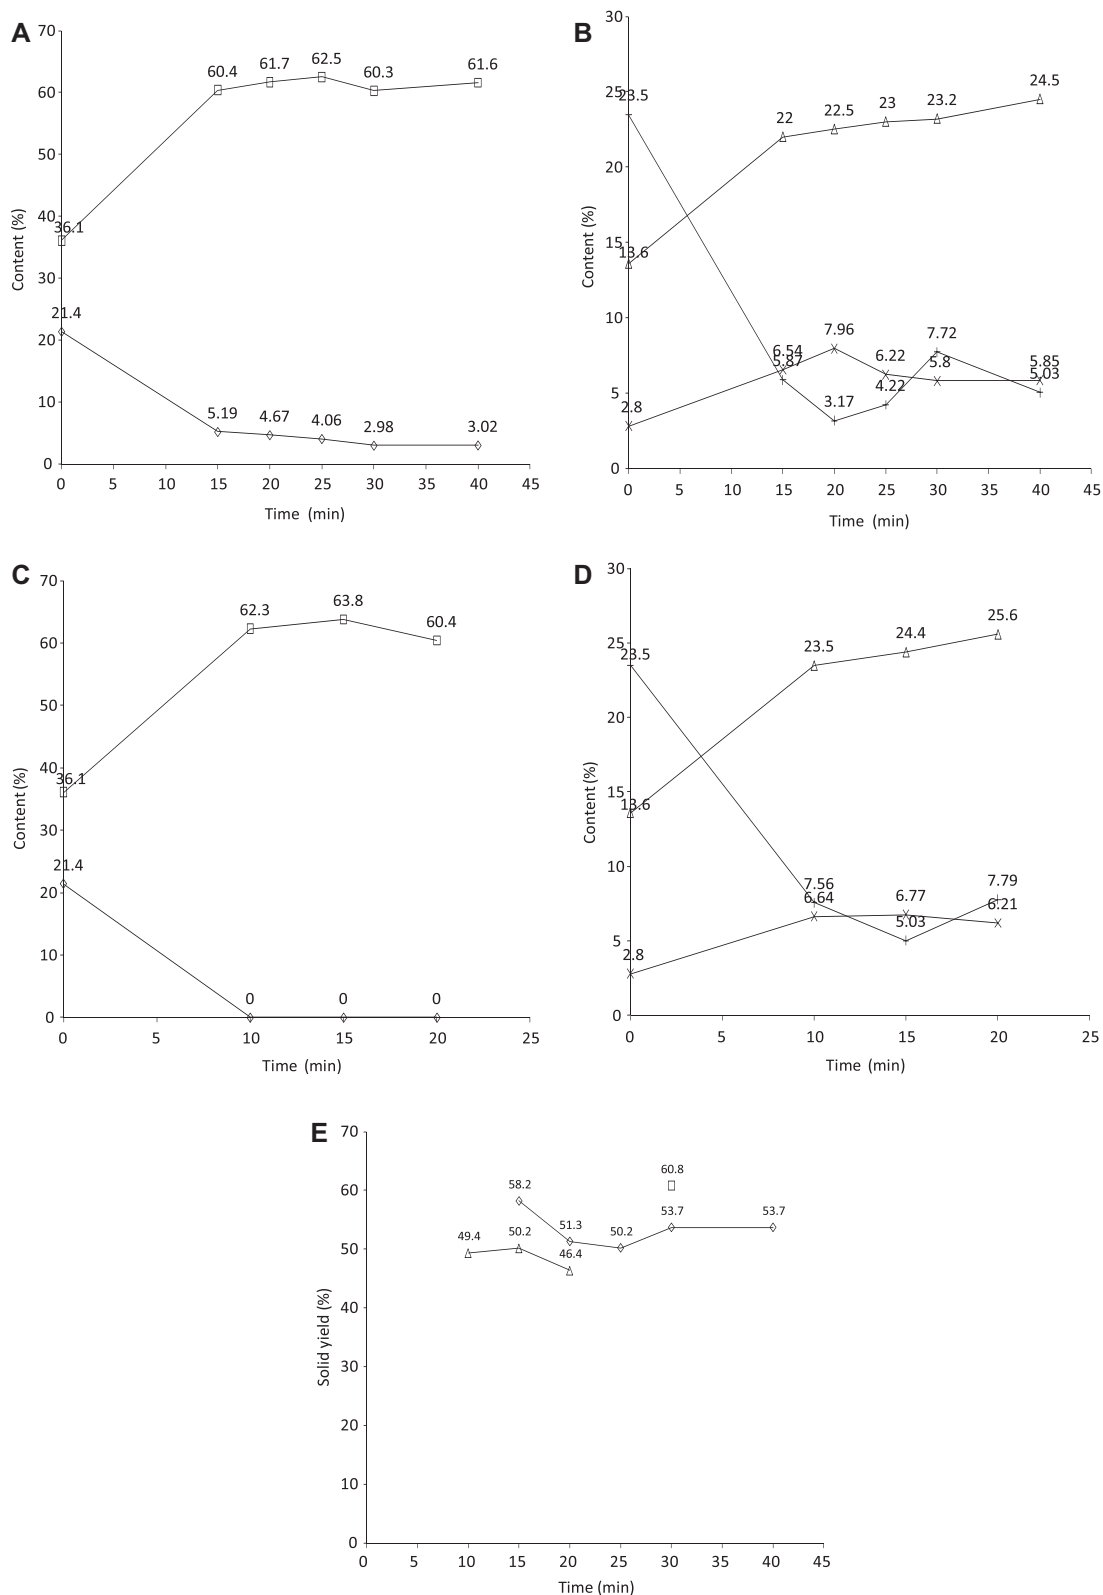 A
70
60
50
40
30
20
10
0
60.4 61.7 62.5 60.3 61.6
36.1
21.4
5.19 4.67 4.06 2.98 3.02
0 5 10 15 20 25 30 35 40 45
Content (%)
Time (min)
B
30
25
20
15
10
5
0
23.5
22 22.5 23 23.2 24.5
13.6
7.96 7.72
6.54 6.22 5.8 5.85
5.87 4.22 5.03
3.17
2.8
0 5 10 15 20 25 30 35 40 45
Content (%)
Time (min)
C
70
60
50
40
30
20
10
0
62.3 63.8 60.4
36.1
21.4
0 0 0
0 5 10 15 20 25
Content (%)
Time (min)
D
30
25
20
15
10
5
0
23.5
23.5 24.4 25.6
13.6
7.56 6.77 7.79
6.64 5.03 6.21
2.8
0 5 10 15 20 25
Content (%)
Time (min)
E
70
60
50
40
30
20
10
0
60.8
58.2
51.3 50.2 53.7 53.7
49.4 50.2 46.4
0 5 10 15 20 25 30 35 40 45
Solid yield (%)
Time (min)